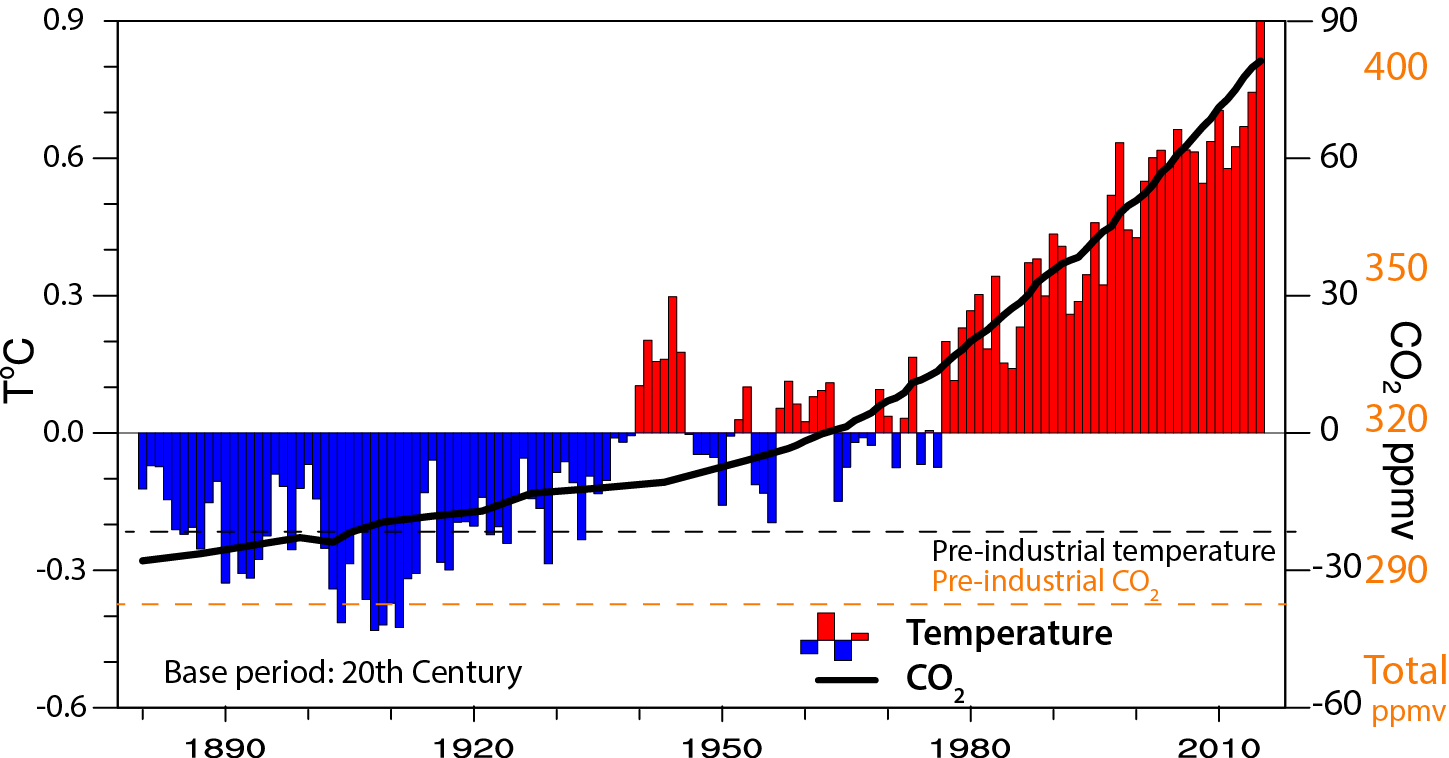 0.9
0.6
0.3
0.0
-0.3
-0.6
T°C
90
60
30
0
-30
-60
CO₂ ppmv
400
350
320
290
Total
ppmv
Pre-industrial temperature
Pre-industrial CO₂
Temperature
CO₂
Base period: 20th Century
1890 1920 1950 1980 2010